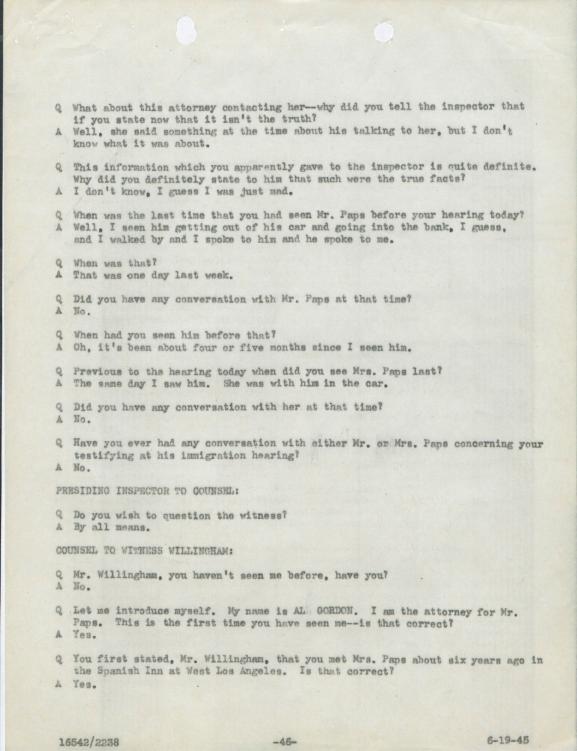 Q What about this attorney contacting her--why did you tell the inspector that
if you state now that it isn't the truth?
A Well, she said something at the time about his talking to her, but I don't
know what it was about.
Q This information which you apparently gave to the inspector is quite definite.
Why did you definitely state to him that such were the true facts?
A I don't know, I guess I was just mad.
Q When was the last time that you had seen Mr. Paps before your hearing today?
A Well, I seen him getting out of his car and going into the bank, I guess,
and I walked by and I spoke to him and he spoke to me.
Q When was that?
A That was one day last week.
Q Did you have any conversation with Mr. Paps at that time?
A No.
Q When had you seen him before that?
A Oh, it's been about four or five months since I seen him.
Q Previous to the hearing today when did you see Mrs. Paps last?
A The same day I saw him. She was with him in the car.
Q Did you have any conversation with her at that time?
A No.
Q Have you ever had any conversation with either Mr. or Mrs. Paps concerning your
testifying at his immigration hearing?
A No.
PRESIDING INSPECTOR TO COUNSEL:
Q Do you wish to question the witness?
A By all means.
COUNSEL TO WITNESS WILLINGHAM:
Q Mr. Willingham, you haven't seen me before, have you?
A No.
Q Let me introduce myself. My name is AL GORDON. I am the attorney for Mr.
Paps. This is the first time you have seen me--is that correct?
A Yes.
Q You first stated, Mr. Willingham, that you met Mrs. Paps about six years ago in
the Spanish Inn at West Los Angeles. Is that correct?
A Yes.
16542/2238 -46- 6-19-45